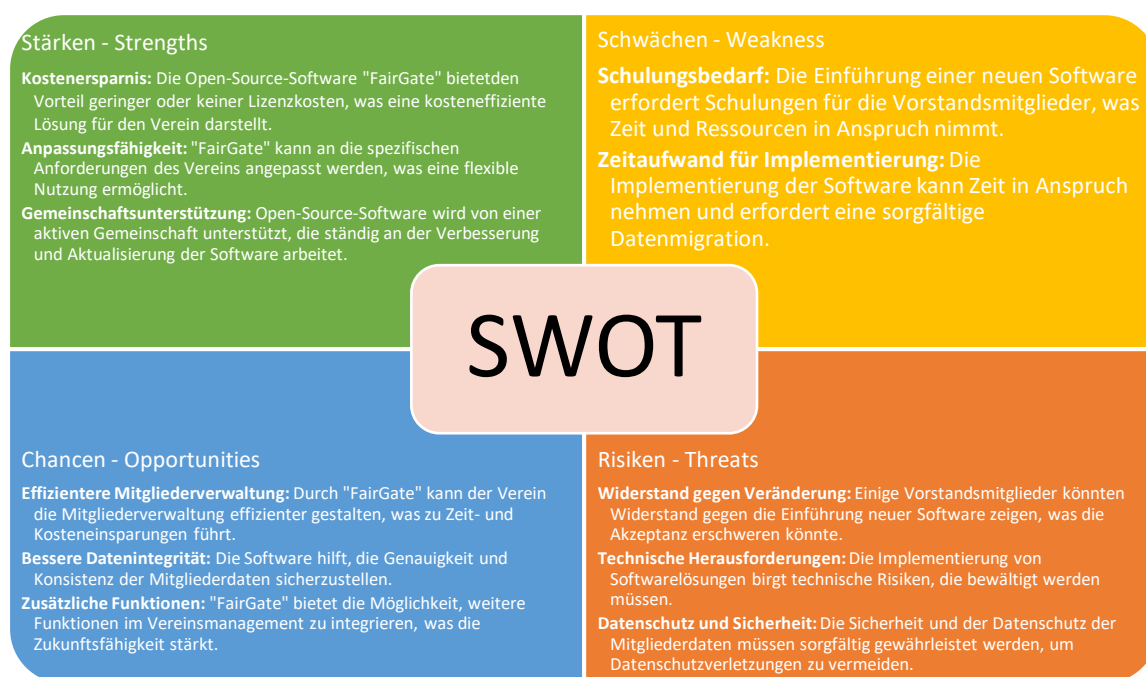 Stärken - Strengths
Kostenersparnis: Die Open-Source-Software "FairGate" bietetden
Vorteil geringer oder keiner Lizenzkosten, was eine kosteneffiziente
Lösung für den Verein darstellt.
Anpassungsfähigkeit: "FairGate" kann an die spezifischen
Anforderungen des Vereins angepasst werden, was eine flexible
Nutzung ermöglicht.
Gemeinschaftsunterstützung: Open-Source-Software wird von einer
aktiven Gemeinschaft unterstützt, die ständig an der Verbesserung
und Aktualisierung der Software arbeitet.
Schwächen - Weakness
Schulungsbedarf: Die Einführung einer neuen Software
erfordert Schulungen für die Vorstandsmitglieder, was
Zeit und Ressourcen in Anspruch nimmt.
Zeitaufwand für Implementierung: Die
Implementierung der Software kann Zeit in Anspruch
nehmen und erfordert eine sorgfältige
Datenmigration.
SWOT
Chancen - Opportunities
Effizientere Mitgliederverwaltung: Durch "FairGate" kann der Verein
die Mitgliederverwaltung effizienter gestalten, was zu Zeit- und
Kosteneinsparungen führt.
Bessere Datenintegrität: Die Software hilft, die Genauigkeit und
Konsistenz der Mitgliederdaten sicherzustellen.
Zusätzliche Funktionen: "FairGate" bietet die Möglichkeit, weitere
Funktionen im Vereinsmanagement zu integrieren, was die
Zukunftsfähigkeit stärkt.
Risiken - Threats
Widerstand gegen Veränderung: Einige Vorstandsmitglieder könnten
Widerstand gegen die Einführung neuer Software zeigen, was die
Akzeptanz erschweren könnte.
Technische Herausforderungen: Die Implementierung von
Softwarelösungen birgt technische Risiken, die bewältigt werden
müssen.
Datenschutz und Sicherheit: Die Sicherheit und der Datenschutz der
Mitgliederdaten müssen sorgfältig gewährleistet werden, um
Datenschutzverletzungen zu vermeiden.